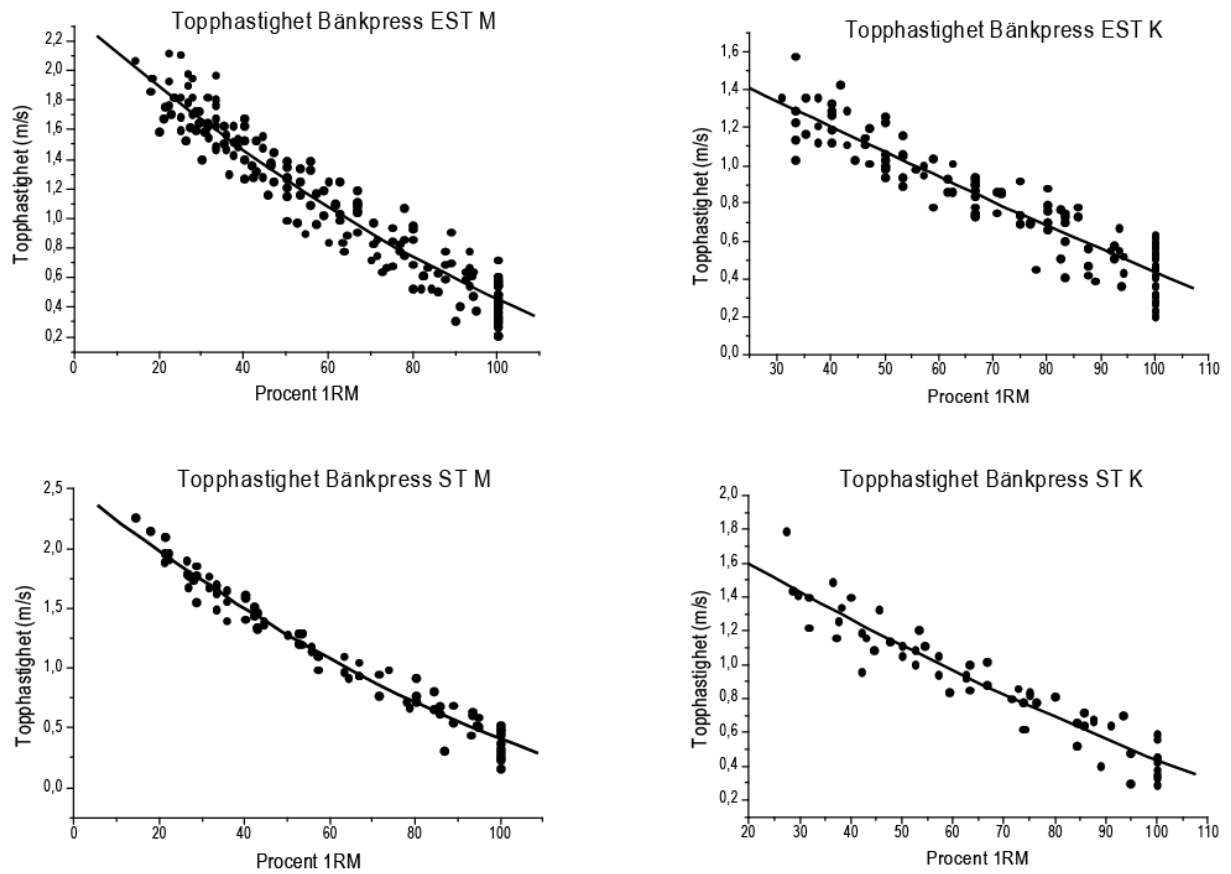 Topphastighet Bänkpress EST M
Topphastighet (m/s)
2,2
2,0
1,8
1,6
1,4
1,2
1,0
0,8
0,6
0,4
0,2
0 20 40 60 80 100
Procent 1RM
Topphastighet Bänkpress EST K
Topphastighet (m/s)
1,6
1,4
1,2
1,0
0,8
0,6
0,4
0,2
0,0
30 40 50 60 70 80 90 100 110
Procent 1RM
Topphastighet Bänkpress ST M
Topphastighet (m/s)
2,5
2,0
1,5
1,0
0,5
0,0
0 20 40 60 80 100
Procent 1RM
Topphastighet Bänkpress ST K
Topphastighet (m/s)
2,0
1,8
1,6
1,4
1,2
1,0
0,8
0,6
0,4
0,2
20 30 40 50 60 70 80 90 100 110
Procent 1RM